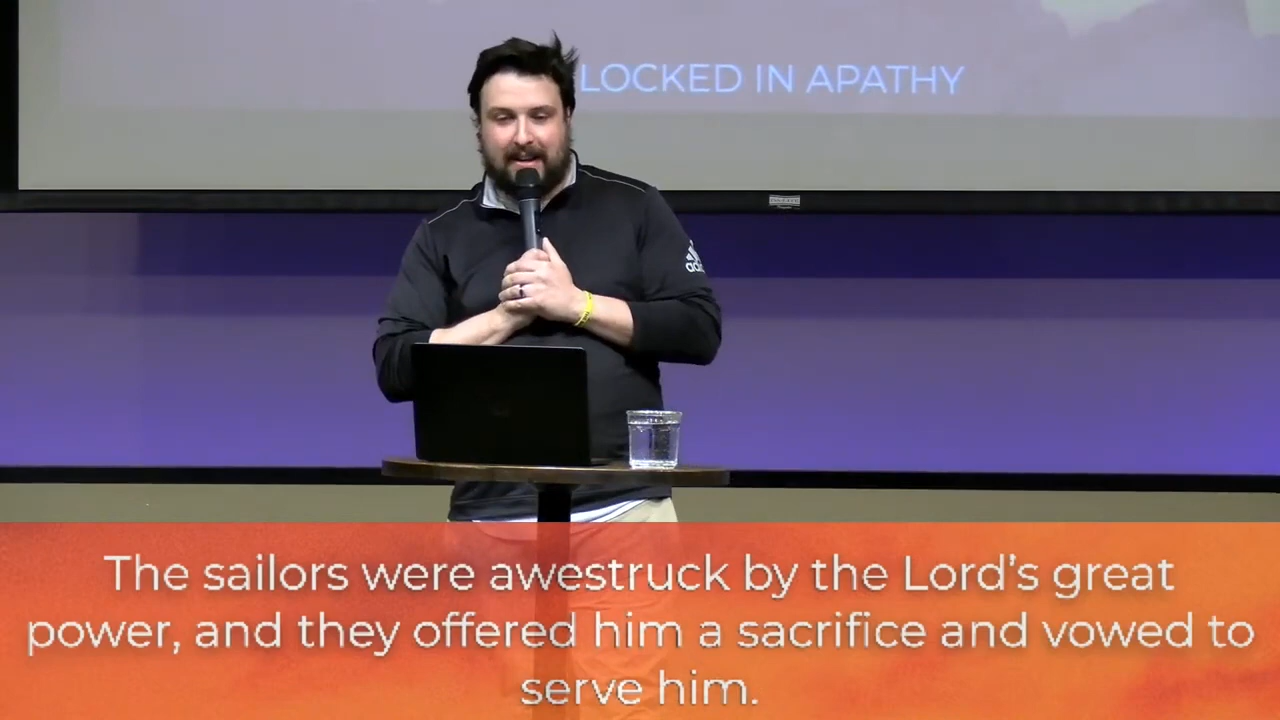 LOCKED IN APATHY
The sailors were awestruck by the Lord's great
power, and they offered him a sacrifice and vowed to
serve him.